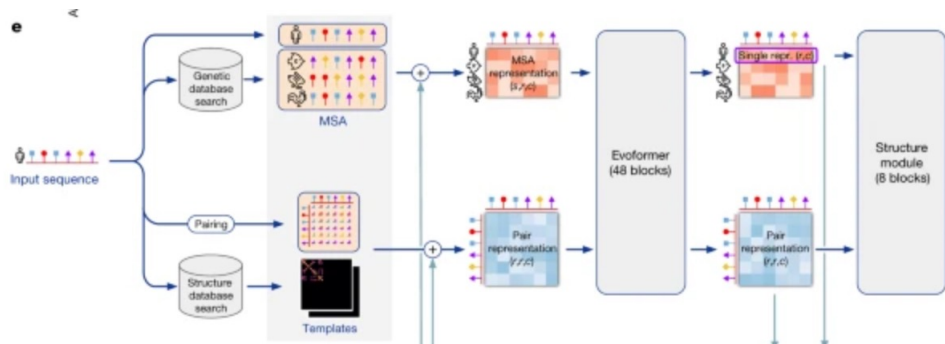 e
Input sequence
Genetic
database
search
MSA
Pairing
Structure
database
search
Templates
MSA
representation
(s,r,c)
Pair
representation
(r,r,c)
Evoformer
(48 blocks)
Single repr. (r,c)
Pair
representation
(r,r,c)
Structure
module
(8 blocks)